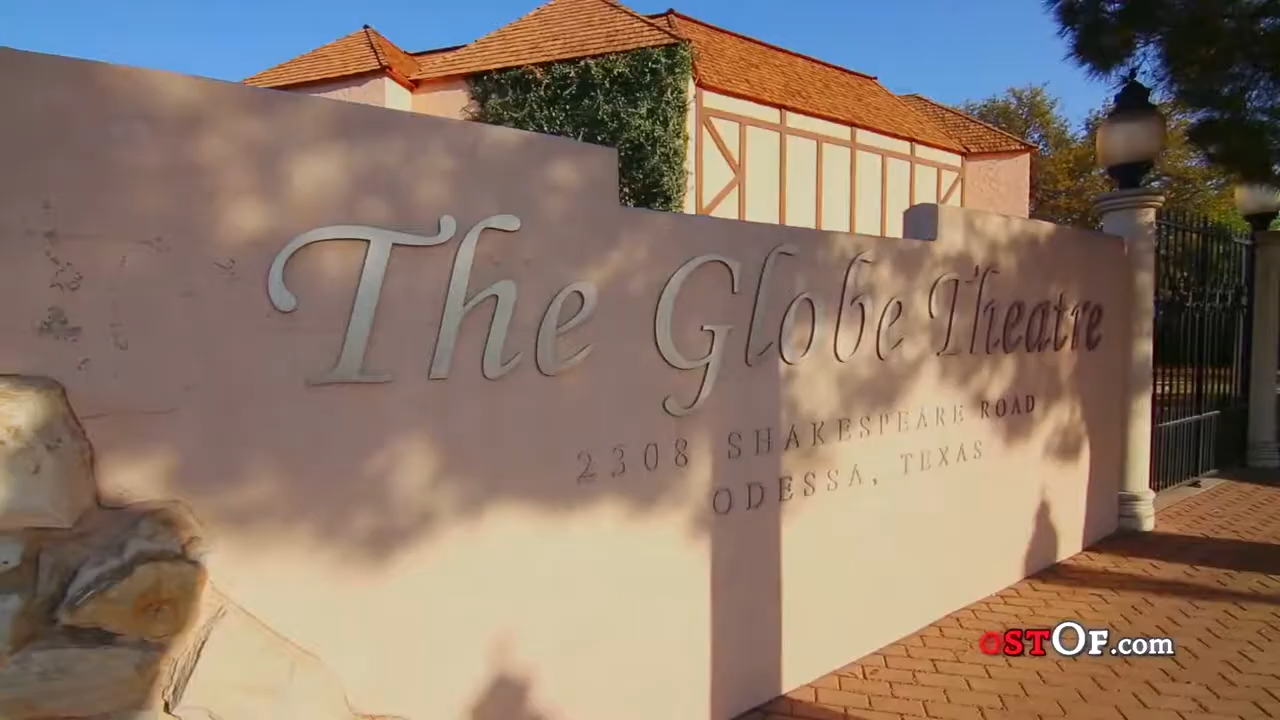 The Globe Theatre
2308 SHAKESPEARE ROAD
ODESSA, TEXAS
OSTOF.com